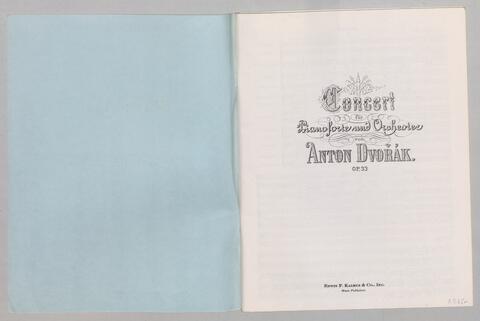 Concert
für
Pianoforte und Orchester
von
ANTON DVOŘÁK.
OP. 33
EDWIN F. KALMUS & CO., INC.
Music Publishers